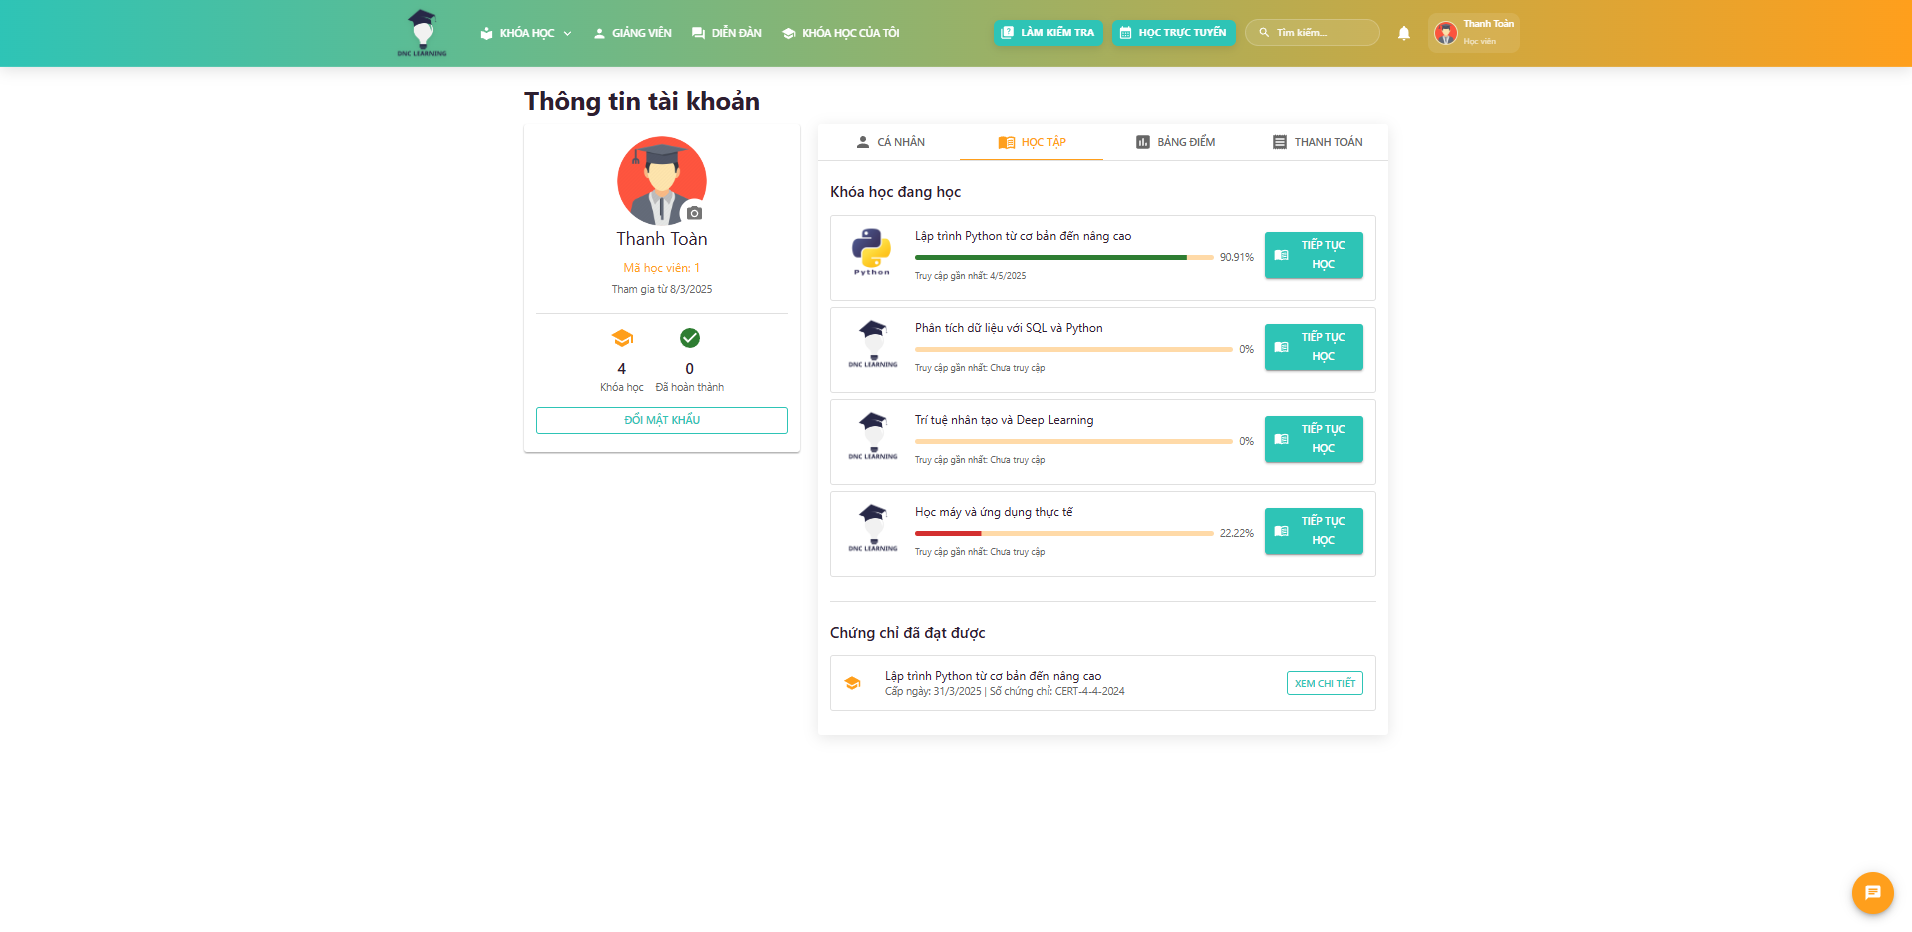 DNC LEARNING
KHÓA HỌC
GIẢNG VIÊN
DIỄN ĐÀN
KHÓA HỌC CỦA TÔI
LÀM KIỂM TRA
HỌC TRỰC TUYẾN
Tìm kiếm...
Thanh Toàn
Học viên
Thông tin tài khoản
Thanh Toàn
Mã học viên: 1
Tham gia từ 8/3/2025
4
Khóa học
0
Đã hoàn thành
ĐỔI MẬT KHẨU
CÁ NHÂN
HỌC TẬP
BẢNG ĐIỂM
THANH TOÁN
Khóa học đang học
Python
Lập trình Python từ cơ bản đến nâng cao
90.91%
Truy cập gần nhất: 4/5/2025
TIẾP TỤC
HỌC
DNC LEARNING
Phân tích dữ liệu với SQL và Python
0%
Truy cập gần nhất: Chưa truy cập
TIẾP TỤC
HỌC
DNC LEARNING
Trí tuệ nhân tạo và Deep Learning
0%
Truy cập gần nhất: Chưa truy cập
TIẾP TỤC
HỌC
DNC LEARNING
Học máy và ứng dụng thực tế
22.22%
Truy cập gần nhất: Chưa truy cập
TIẾP TỤC
HỌC
Chứng chỉ đã đạt được
Lập trình Python từ cơ bản đến nâng cao
Cấp ngày: 31/3/2025 | Số chứng chỉ: CERT-4-4-2024
XEM CHI TIẾT